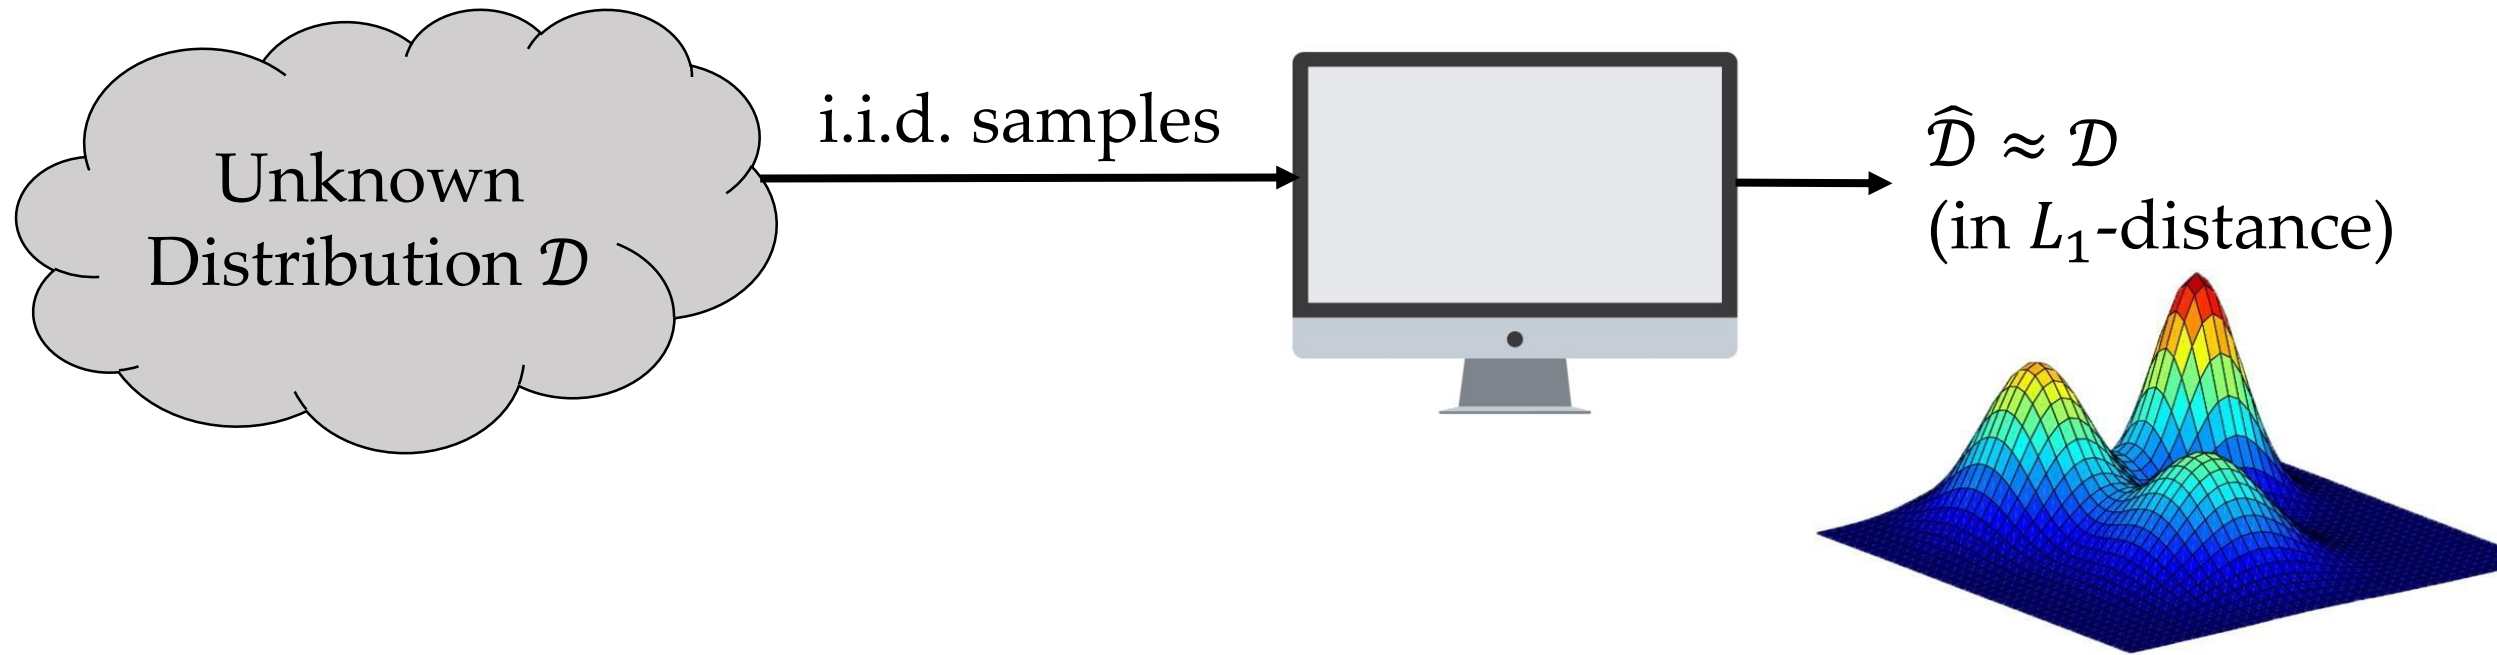 Unknown
Distribution 𝒟
i.i.d. samples
𝒟̂ ≈ 𝒟
(in L₁-distance)